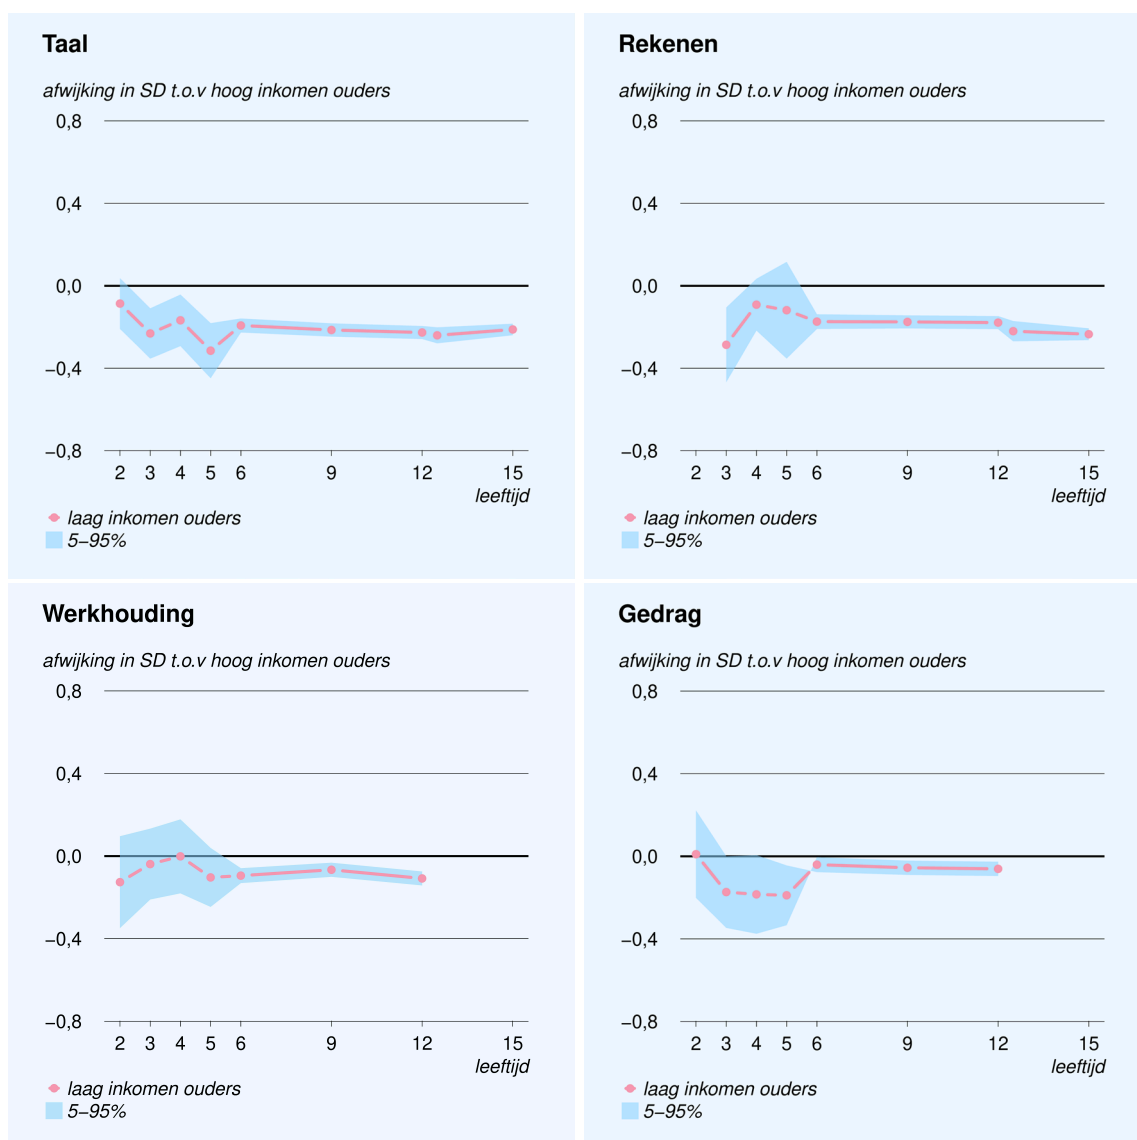 Taal
afwijking in SD t.o.v hoog inkomen ouders
0,8
0,4
0,0
−0,4
−0,8
2 3 4 5 6 9 12 15
leeftijd
laag inkomen ouders
5−95%
Rekenen
afwijking in SD t.o.v hoog inkomen ouders
0,8
0,4
0,0
−0,4
−0,8
2 3 4 5 6 9 12 15
leeftijd
laag inkomen ouders
5−95%
Werkhouding
afwijking in SD t.o.v hoog inkomen ouders
0,8
0,4
0,0
−0,4
−0,8
2 3 4 5 6 9 12 15
leeftijd
laag inkomen ouders
5−95%
Gedrag
afwijking in SD t.o.v hoog inkomen ouders
0,8
0,4
0,0
−0,4
−0,8
2 3 4 5 6 9 12 15
leeftijd
laag inkomen ouders
5−95%